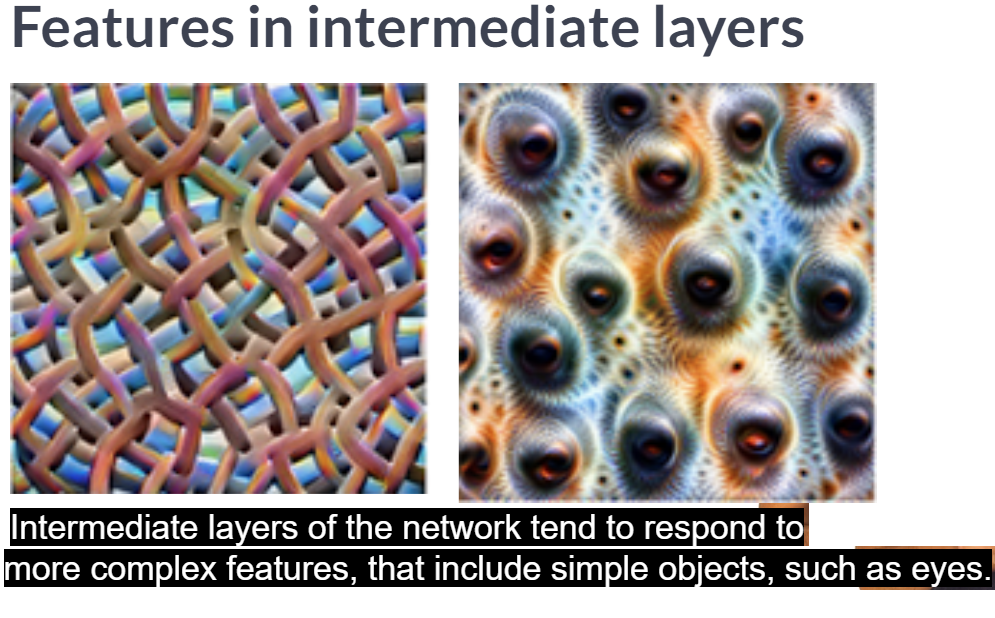 Features in intermediate layers
Intermediate layers of the network tend to respond to
more complex features, that include simple objects, such as eyes.